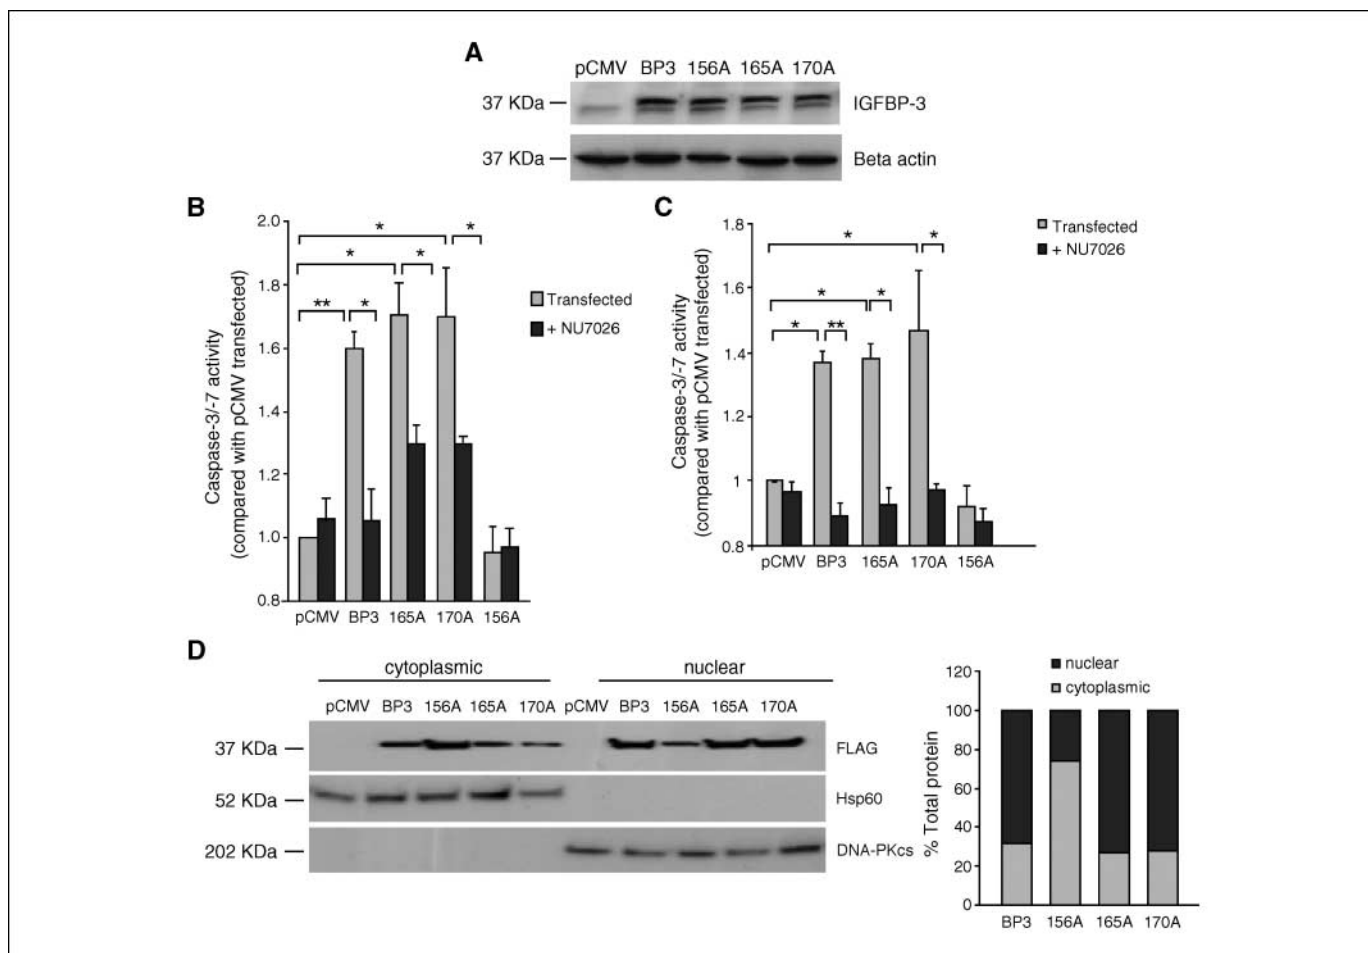 A
pCMV BP3 156A 165A 170A
37 KDa IGFBP-3
37 KDa Beta actin
B
Caspase-3/-7 activity
(compared with pCMV transfected)
2.0
1.8
1.6
1.4
1.2
1.0
0.8
* *
* *
** *
Transfected
+ NU7026
pCMV BP3 165A 170A 156A
C
Caspase-3/-7 activity
(compared with pCMV transfected)
1.8
1.6
1.4
1.2
1
0.8
* *
* *
* **
Transfected
+ NU7026
pCMV BP3 165A 170A 156A
D
cytoplasmic nuclear
pCMV BP3 156A 165A 170A pCMV BP3 156A 165A 170A
37 KDa FLAG
52 KDa Hsp60
202 KDa DNA-PKcs
nuclear
cytoplasmic
% Total protein
120
100
80
60
40
20
0
BP3 156A 165A 170A